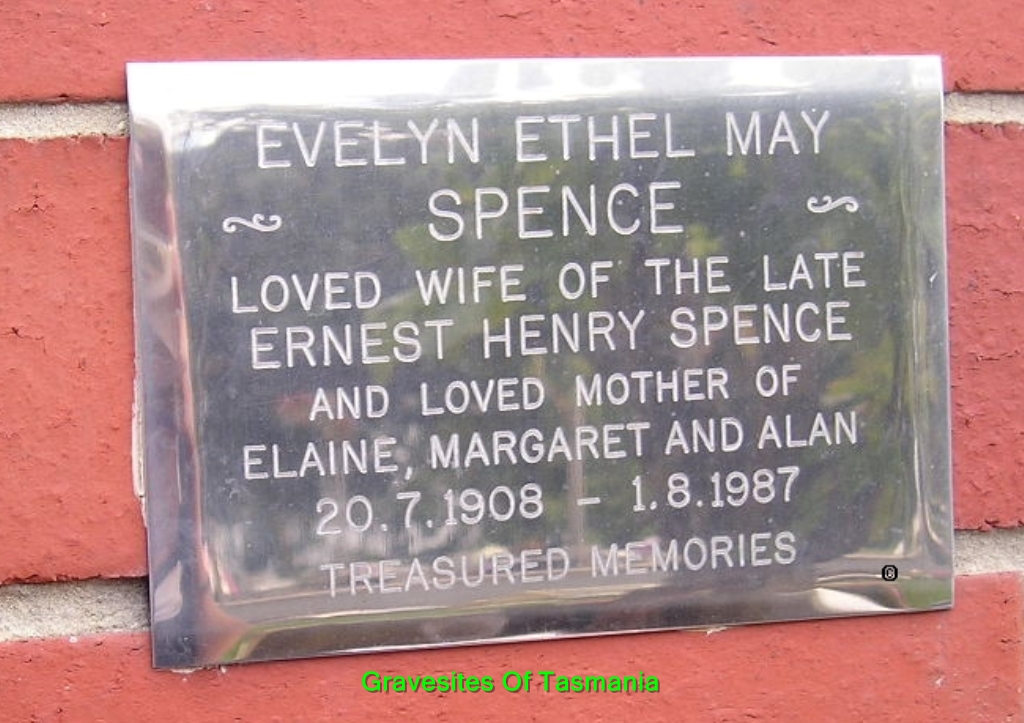 EVELYN ETHEL MAY
SPENCE
LOVED WIFE OF THE LATE
ERNEST HENRY SPENCE
AND LOVED MOTHER OF
ELAINE, MARGARET AND ALAN
20.7.1908 - 1.8.1987
TREASURED MEMORIES
©
Gravesites Of Tasmania